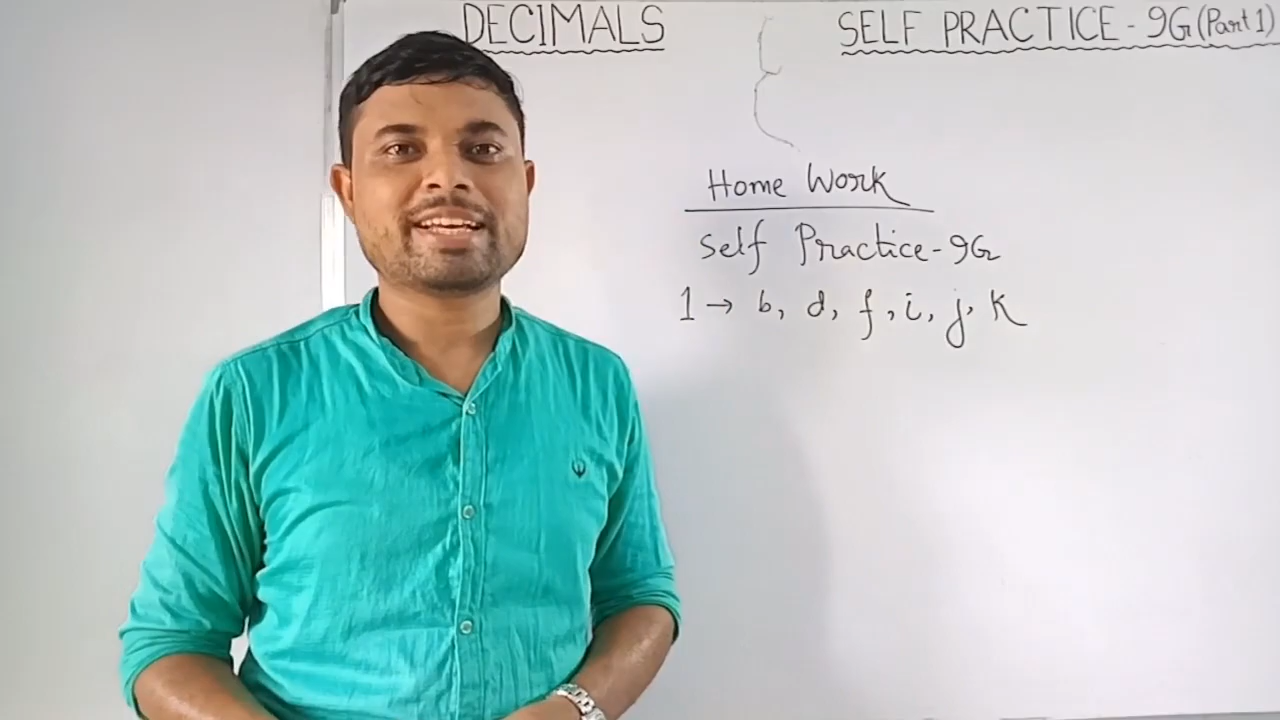 DECIMALS
SELF PRACTICE - 9G (Part 1)
Home Work
Self Practice - 9G
1 → b, d, f, i, j, k